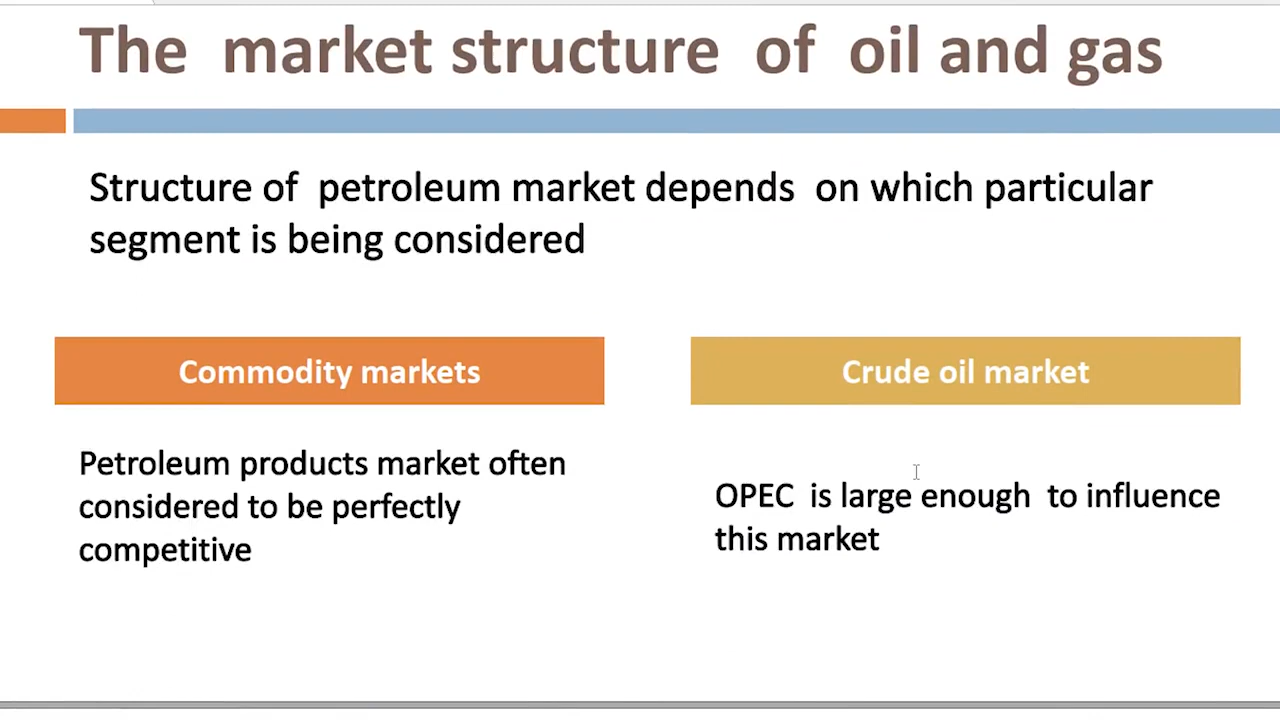 The market structure of oil and gas
Structure of petroleum market depends on which particular
segment is being considered
Commodity markets
Petroleum products market often
considered to be perfectly
competitive
Crude oil market
OPEC is large enough to influence
this market